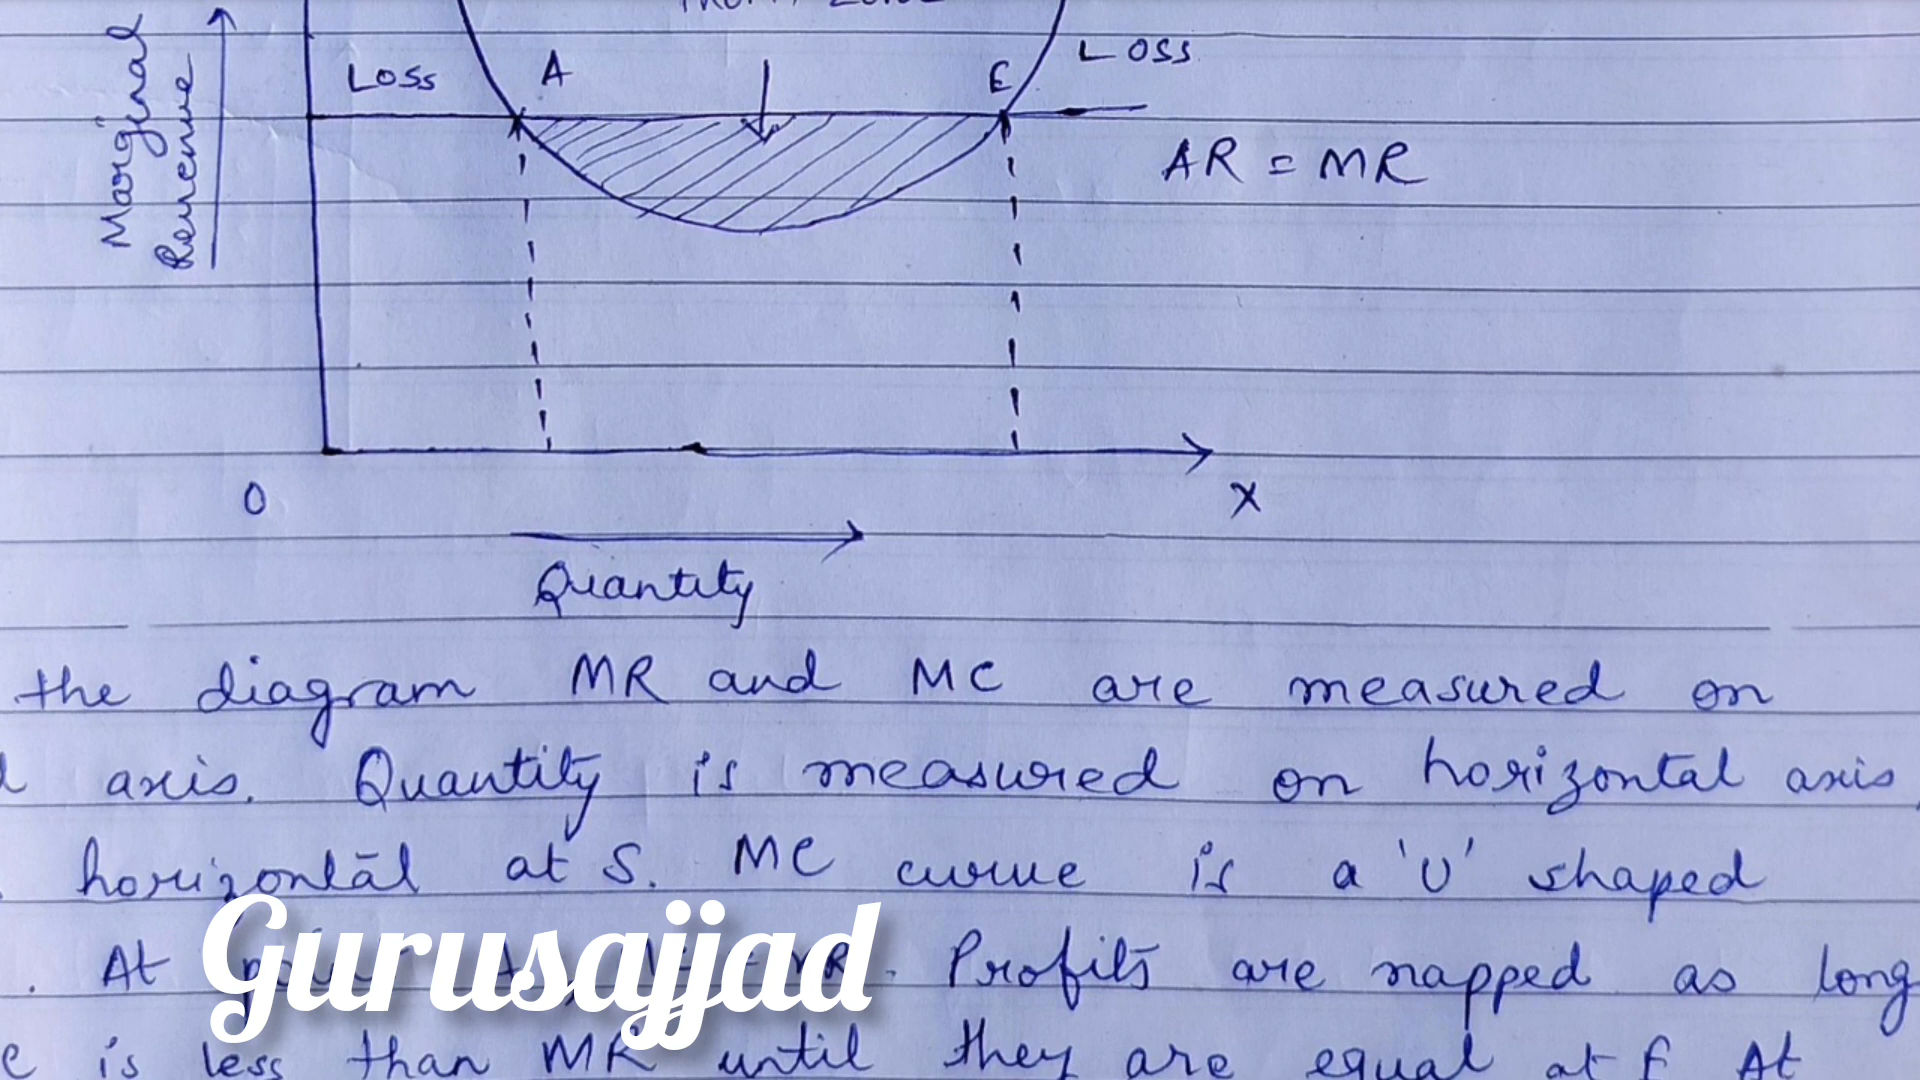 Marginal
Revenue
Loss
A
E
Loss
AR = MR
O
X
Quantity
the diagram MR and MC are measured on
axis. Quantity is measured on horizontal axis.
horizontal at S. MC curve is a 'U' shaped
. At A, = MR. Profits are rapped as long
is less than MR until they are equal at E At
Gurusajjad